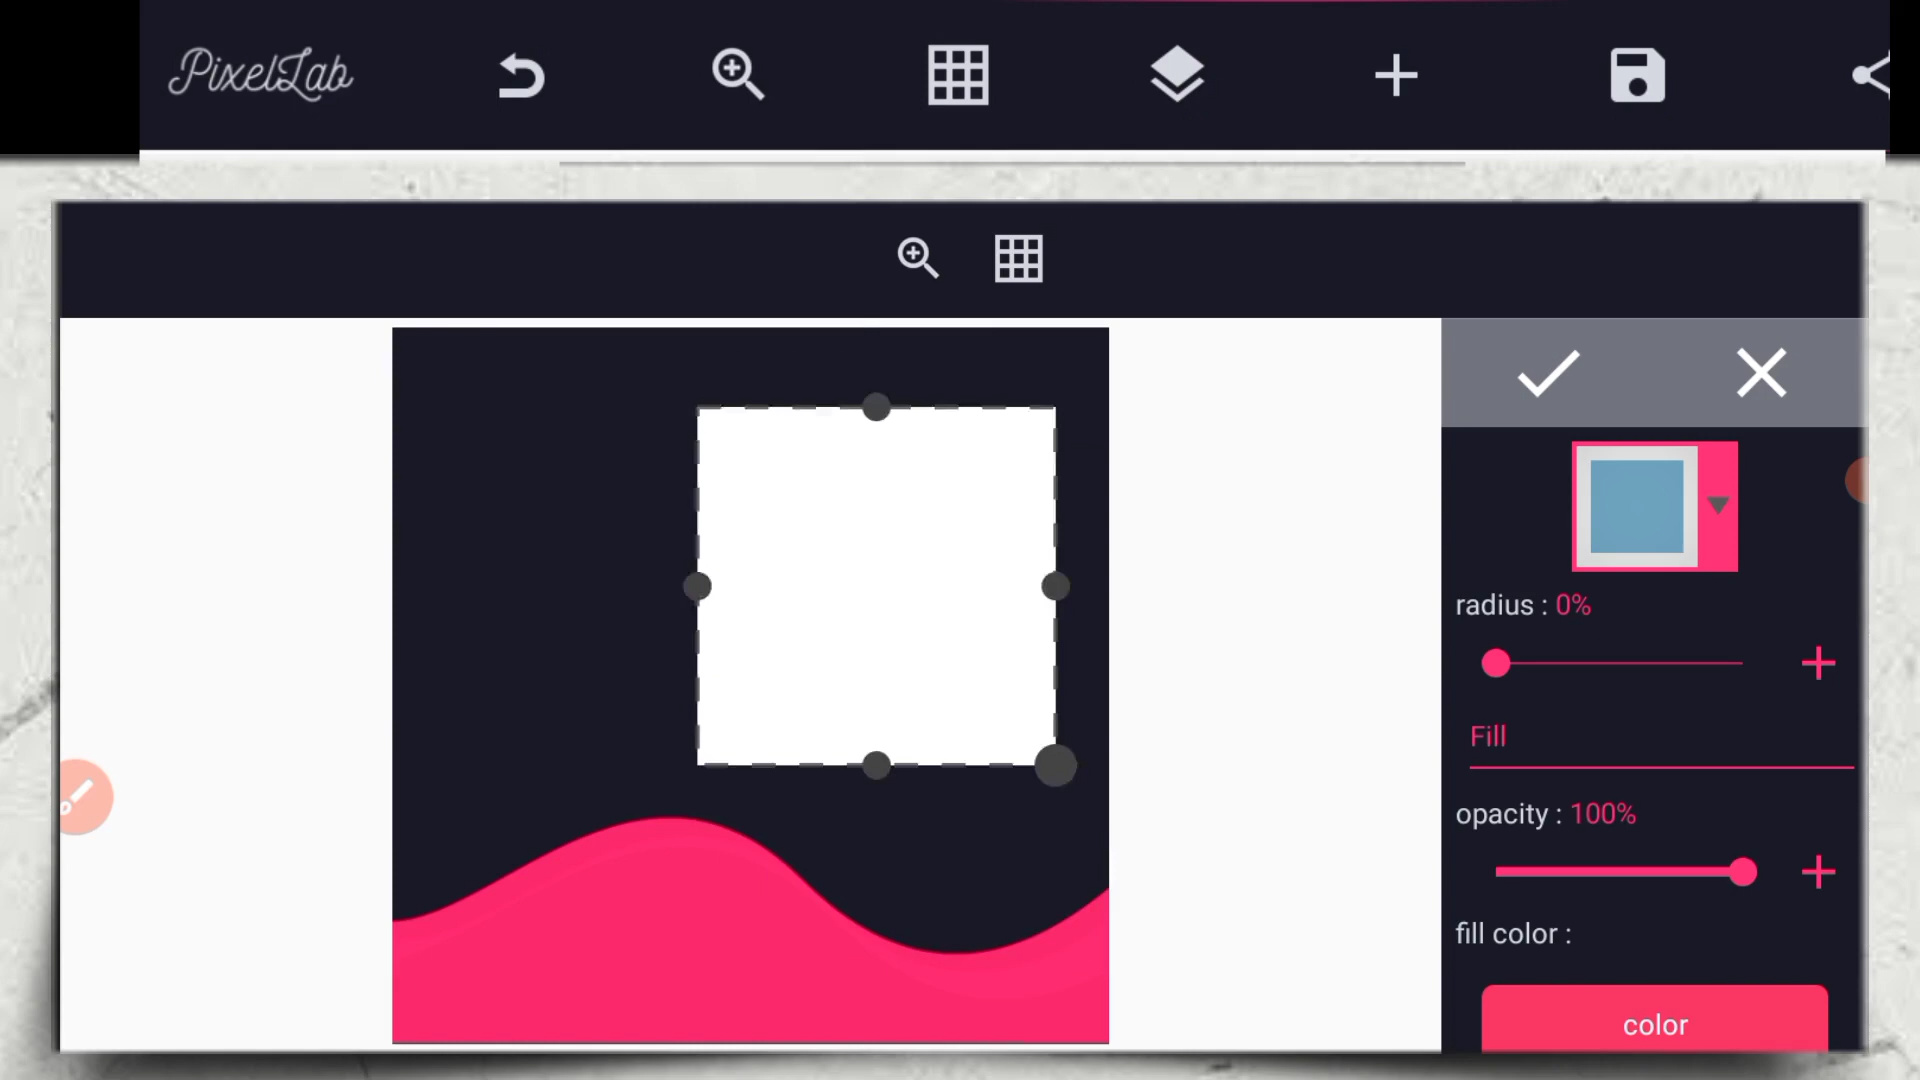 PixelLab
radius : 0%
Fill
opacity : 100%
fill color :
color